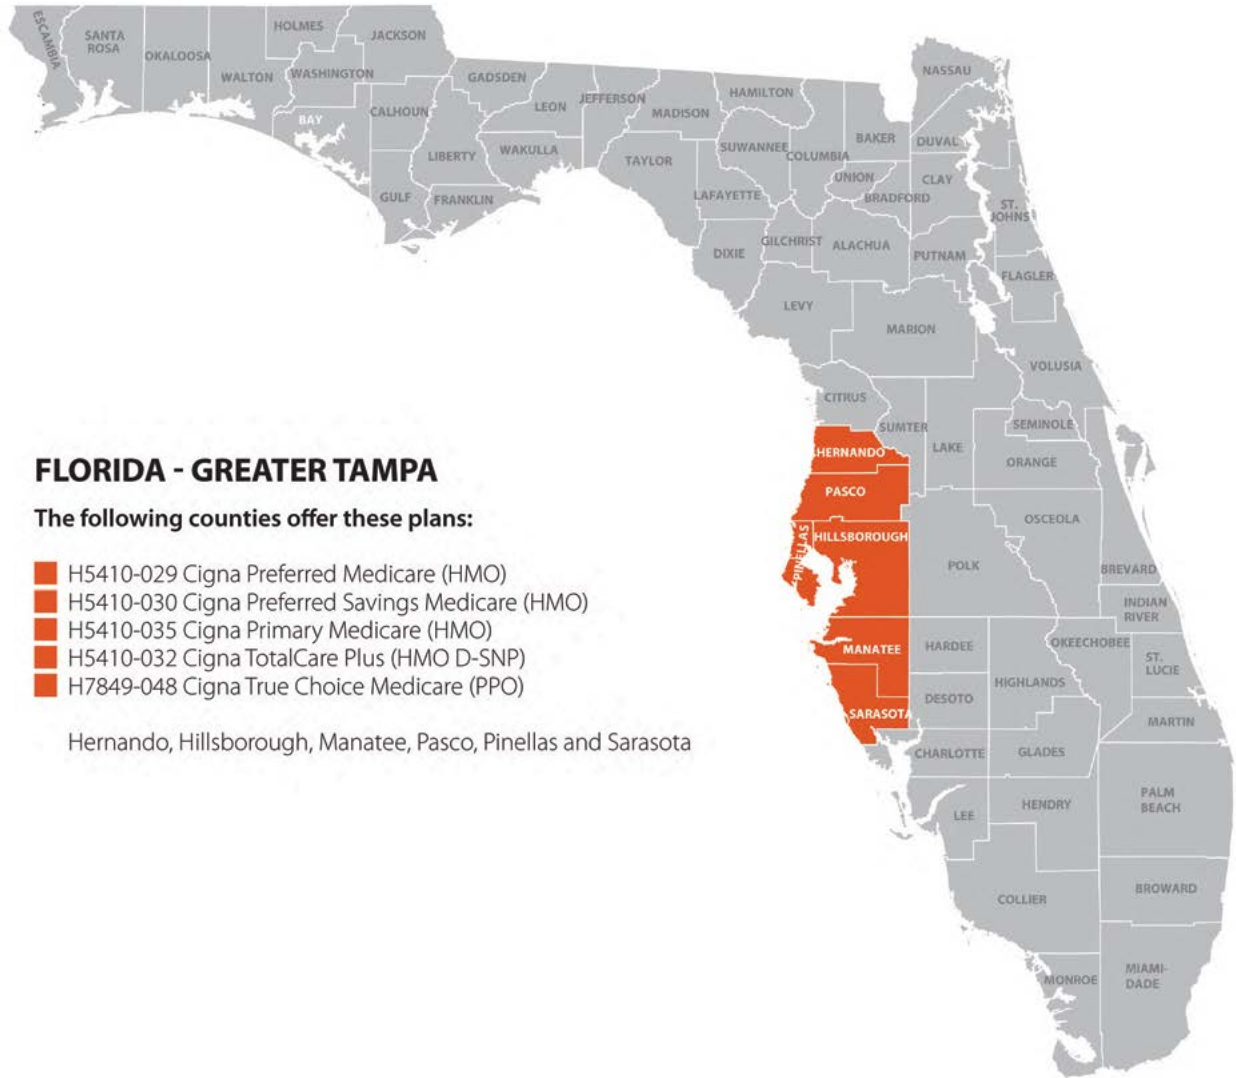 ESCAMBIA
SANTA
ROSA
OKALOOSA
WALTON
HOLMES
WASHINGTON
JACKSON
BAY
CALHOUN
GULF
GADSDEN
LIBERTY
FRANKLIN
LEON
WAKULLA
JEFFERSON
MADISON
TAYLOR
HAMILTON
SUWANNEE
LAFAYETTE
DIXIE
COLUMBIA
GILCHRIST
BAKER
UNION
BRADFORD
ALACHUA
LEVY
NASSAU
DUVAL
CLAY
ST.
JOHNS
PUTNAM
FLAGLER
MARION
VOLUSIA
CITRUS
SUMTER
LAKE
SEMINOLE
ORANGE
HERNANDO
PASCO
PINELLAS
HILLSBOROUGH
POLK
OSCEOLA
BREVARD
INDIAN
RIVER
MANATEE
HARDEE
OKEECHOBEE
ST.
LUCIE
HIGHLANDS
DESOTO
SARASOTA
MARTIN
CHARLOTTE
GLADES
LEE
HENDRY
PALM
BEACH
COLLIER
BROWARD
MONROE
MIAMI-
DADE
FLORIDA - GREATER TAMPA
The following counties offer these plans:
H5410-029 Cigna Preferred Medicare (HMO)
H5410-030 Cigna Preferred Savings Medicare (HMO)
H5410-035 Cigna Primary Medicare (HMO)
H5410-032 Cigna TotalCare Plus (HMO D-SNP)
H7849-048 Cigna True Choice Medicare (PPO)
Hernando, Hillsborough, Manatee, Pasco, Pinellas and Sarasota